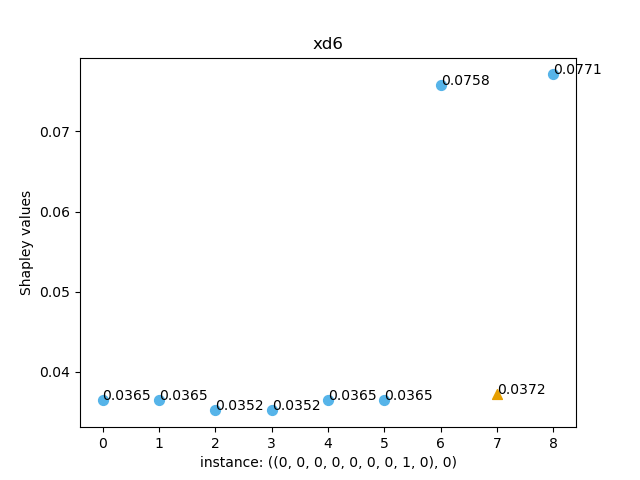 xd6
0.0771
0.0758
0.07
0.06
Shapley values
0.05
0.04
0.0365 0.0365 0.0352 0.0352 0.0365 0.0365 0.0372
0 1 2 3 4 5 6 7 8
instance: ((0, 0, 0, 0, 0, 0, 0, 1, 0), 0)